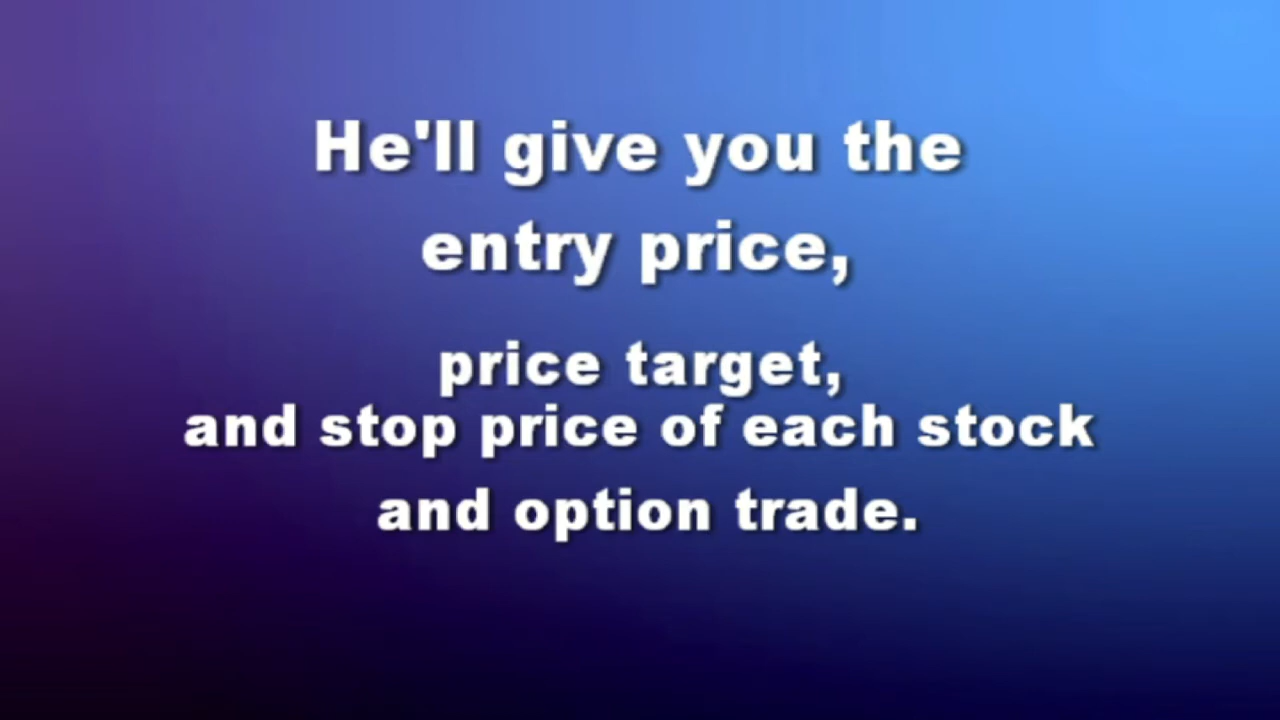 He'll give you the
entry price,
price target,
and stop price of each stock
and option trade.